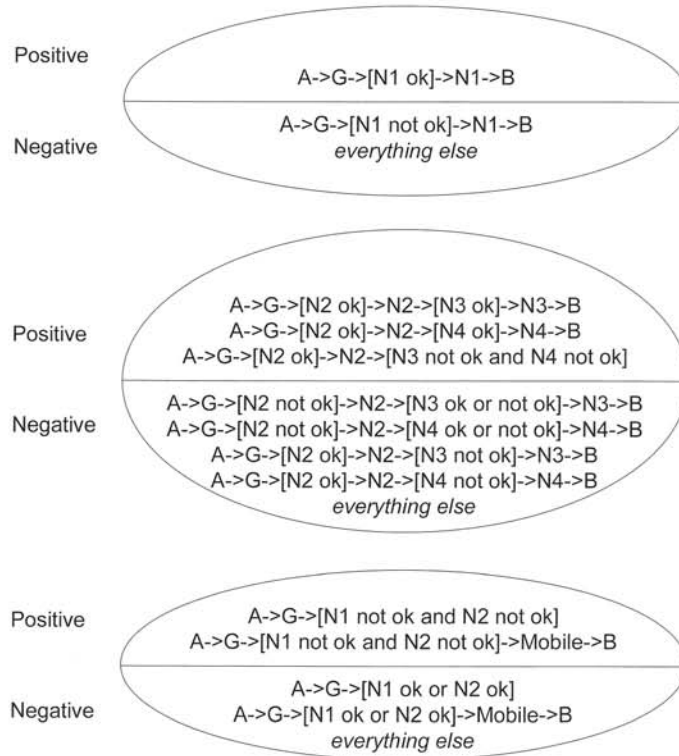 Positive
A->G->[N1 ok]->N1->B
A->G->[N1 not ok]->N1->B
Negative
everything else
A->G->[N2 ok]->N2->[N3 ok]->N3->B
Positive
A->G->[N2 ok]->N2->[N4 ok]->N4->B
A->G->[N2 ok]->N2->[N3 not ok and N4 not ok]
A->G->[N2 not ok]->N2->[N3 ok or not ok]->N3->B
Negative
A->G->[N2 not ok]->N2->[N4 ok or not ok]->N4->B
A->G->[N2 ok]->N2->[N3 not ok]->N3->B
A->G->[N2 ok]->N2->[N4 not ok]->N4->B
everything else
Positive
A->G->[N1 not ok and N2 not ok]
A->G->[N1 not ok and N2 not ok]->Mobile->B
A->G->[N1 ok or N2 ok]
Negative
A->G->[N1 ok or N2 ok]->Mobile->B
everything else